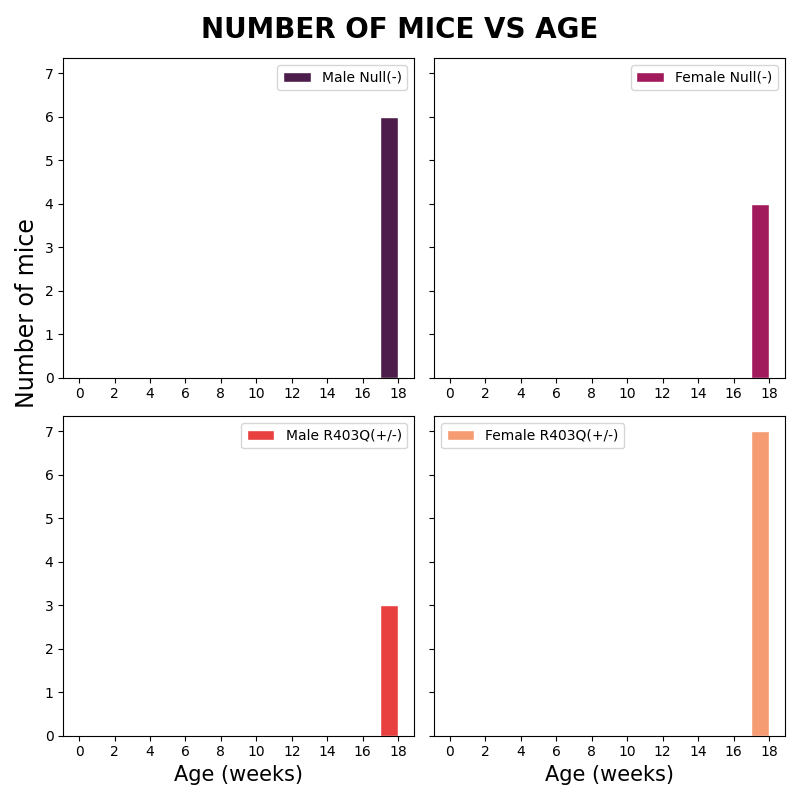 NUMBER OF MICE VS AGE
Number of mice
Male Null(-)
7
6
5
4
3
2
1
0
0 2 4 6 8 10 12 14 16 18
Female Null(-)
0 2 4 6 8 10 12 14 16 18
Male R403Q(+/-)
7
6
5
4
3
2
1
0
0 2 4 6 8 10 12 14 16 18
Age (weeks)
Female R403Q(+/-)
0 2 4 6 8 10 12 14 16 18
Age (weeks)